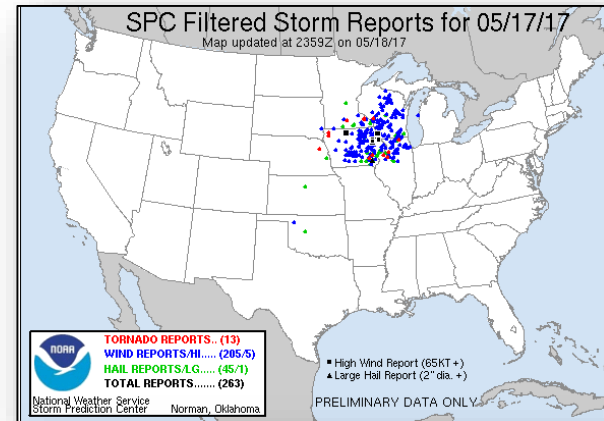 SPC Filtered Storm Reports for 05/17/17
Map updated at 2359Z on 05/18/17
NOAA
TORNADO REPORTS.. (13)
WIND REPORTS/HI..... (205/5)
HAIL REPORTS/LG..... (45/1)
TOTAL REPORTS....... (263)
National Weather Service
Storm Prediction Center Norman, Oklahoma
High Wind Report (65KT +)
Large Hail Report (2" dia. +)
PRELIMINARY DATA ONLY